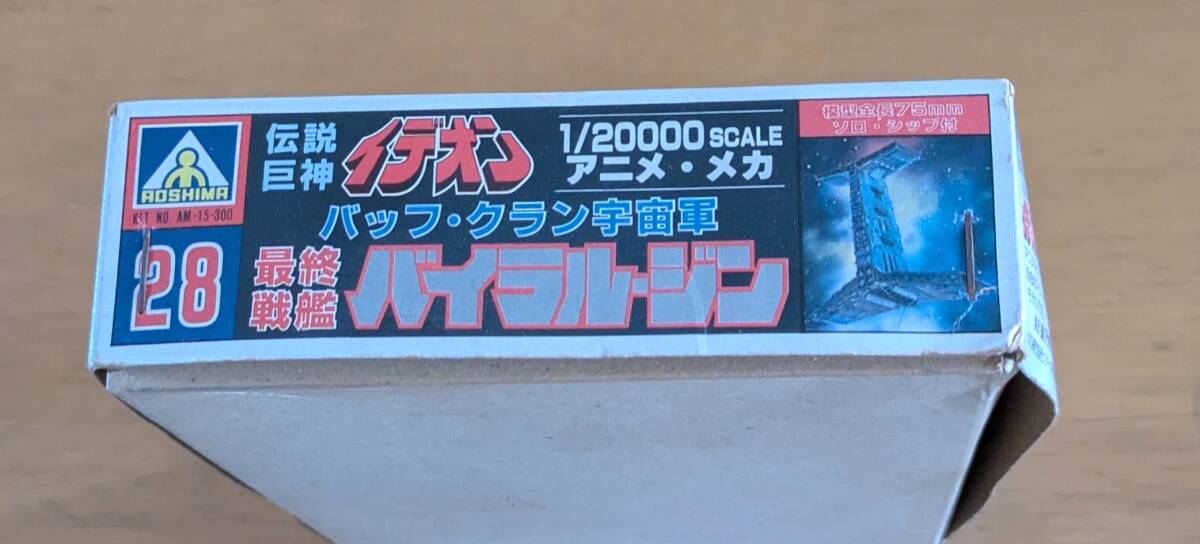 AOSHIMA
KIT NO. AM-15-300
28
伝説
巨神
イデオン
1/20000 SCALE
アニメ・メカ
バッフ・クラン宇宙軍
最終
戦艦
バイラル・ジン
模型全長75mm
ソロ・シップ付